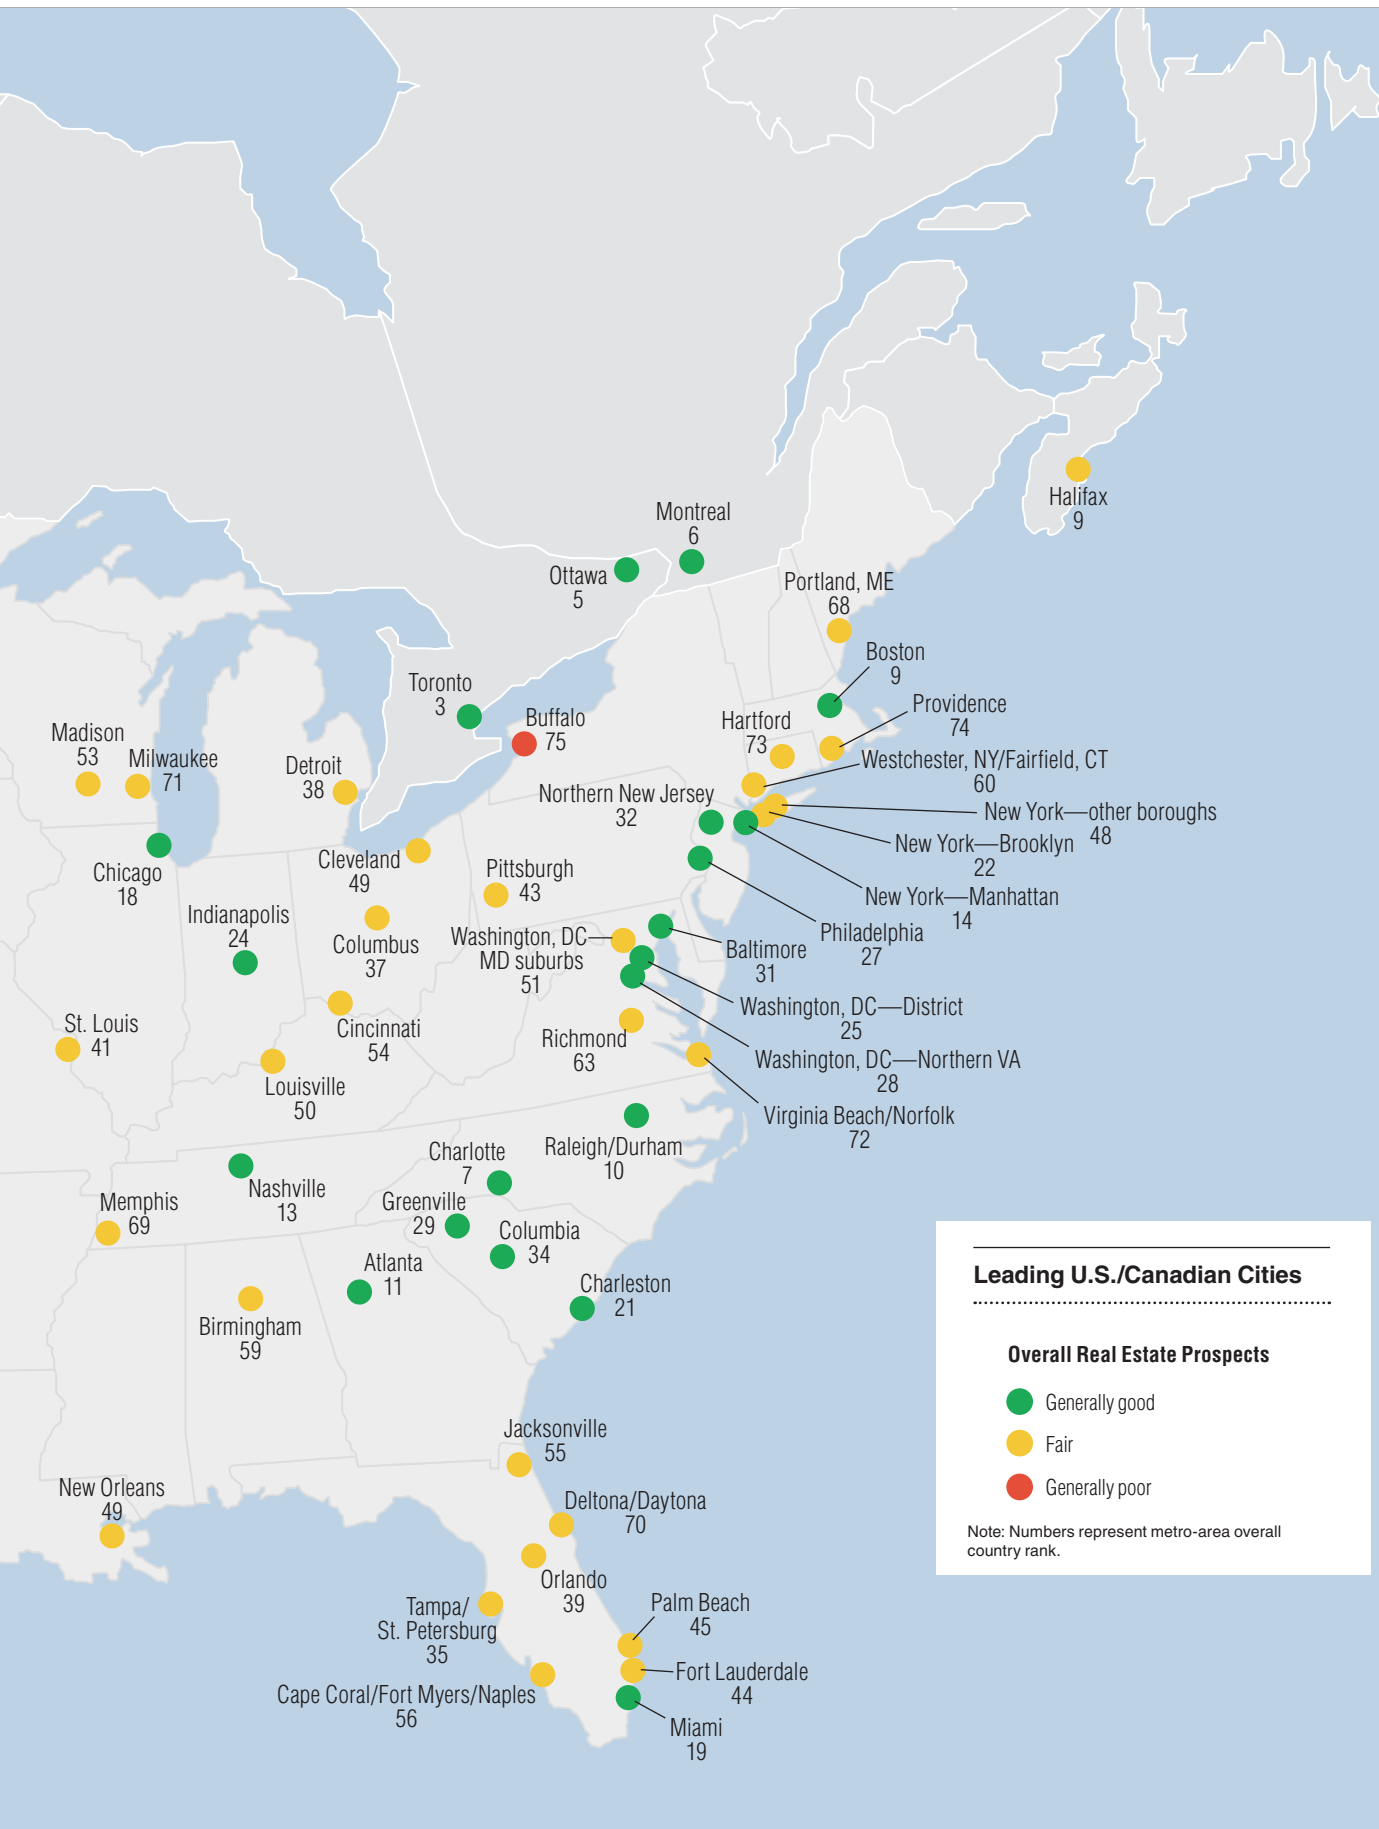 Halifax
9
Montreal
6
Ottawa
5
Portland, ME
68
Boston
9
Toronto
3
Providence
74
Buffalo
75
Hartford
73
Madison
53
Milwaukee
71
Detroit
38
Westchester, NY/Fairfield, CT
60
Northern New Jersey
32
New York—other boroughs
48
New York—Brooklyn
22
Cleveland
49
Chicago
18
Pittsburgh
43
New York—Manhattan
14
Indianapolis
24
Columbus
37
Philadelphia
27
Washington, DC
MD suburbs
51
Baltimore
31
Washington, DC—District
25
St. Louis
41
Cincinnati
54
Richmond
63
Washington, DC—Northern VA
28
Louisville
50
Virginia Beach/Norfolk
72
Raleigh/Durham
10
Charlotte
7
Nashville
13
Memphis
69
Greenville
29
Columbia
34
Atlanta
11
Charleston
21
Birmingham
59
Jacksonville
55
New Orleans
49
Deltona/Daytona
70
Orlando
39
Tampa/
St. Petersburg
35
Palm Beach
45
Fort Lauderdale
44
Cape Coral/Fort Myers/Naples
56
Miami
19
Leading U.S./Canadian Cities
Overall Real Estate Prospects
Generally good
Fair
Generally poor
Note: Numbers represent metro-area overall
country rank.